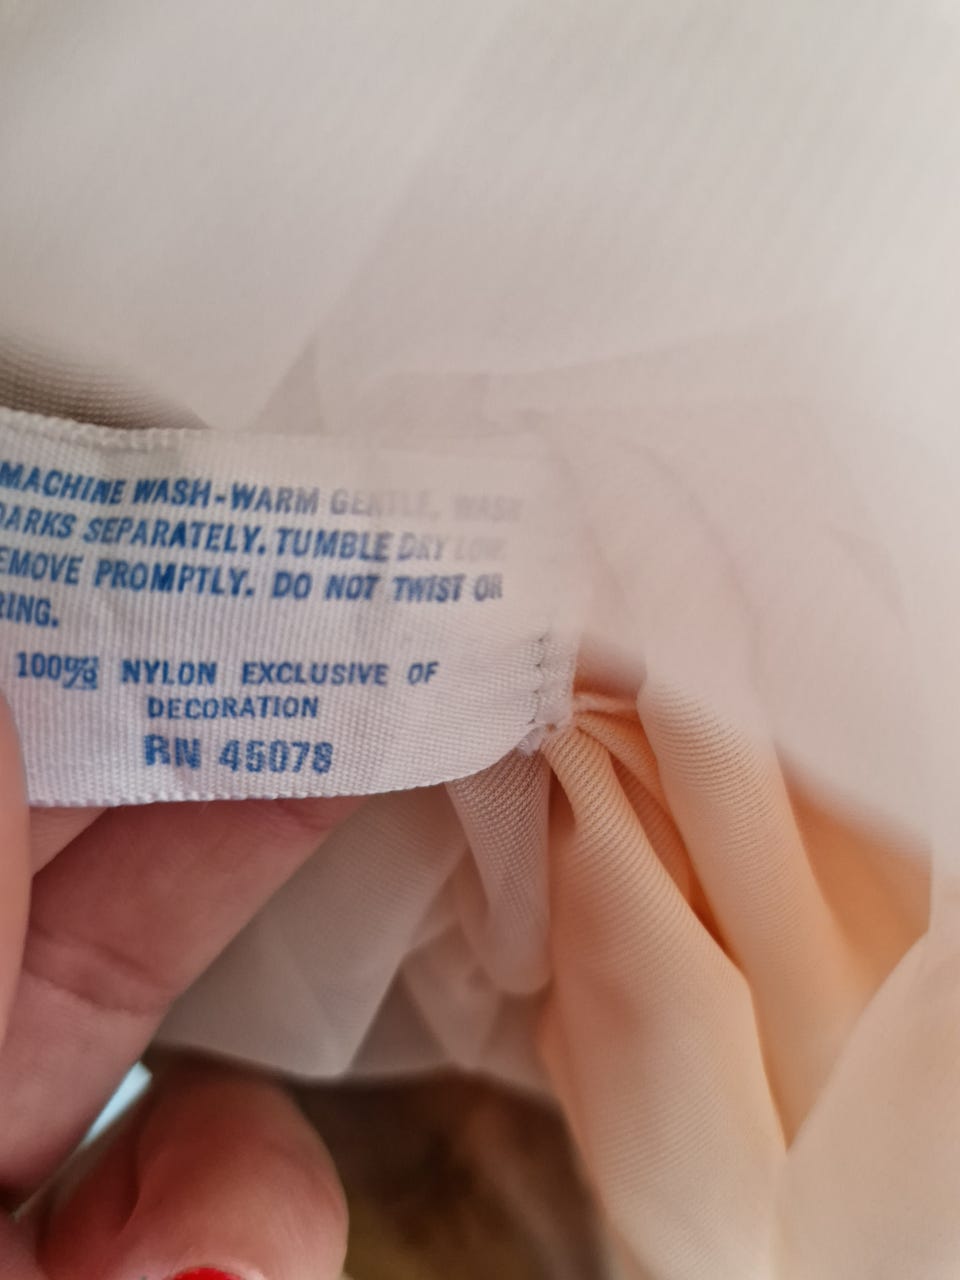 MACHINE WASH-WARM GENTLE. WASH
DARKS SEPARATELY. TUMBLE DRY LOW.
EMOVE PROMPTLY. DO NOT TWIST OR
RING.
100% NYLON EXCLUSIVE OF
DECORATION
RN 45078